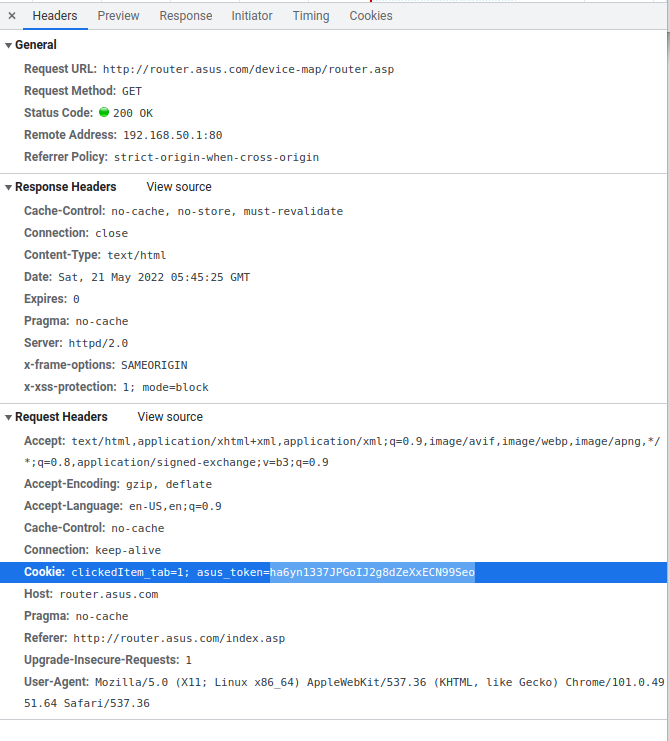 × Headers Preview Response Initiator Timing Cookies
▼ General
Request URL: http://router.asus.com/device-map/router.asp
Request Method: GET
Status Code: 200 OK
Remote Address: 192.168.50.1:80
Referrer Policy: strict-origin-when-cross-origin
▼ Response Headers View source
Cache-Control: no-cache, no-store, must-revalidate
Connection: close
Content-Type: text/html
Date: Sat, 21 May 2022 05:45:25 GMT
Expires: 0
Pragma: no-cache
Server: httpd/2.0
x-frame-options: SAMEORIGIN
x-xss-protection: 1; mode=block
▼ Request Headers View source
Accept: text/html,application/xhtml+xml,application/xml;q=0.9,image/avif,image/webp,image/apng,*/
*;q=0.8,application/signed-exchange;v=b3;q=0.9
Accept-Encoding: gzip, deflate
Accept-Language: en-US,en;q=0.9
Cache-Control: no-cache
Connection: keep-alive
Cookie: clickedItem_tab=1; asus_token=ha6yn1337JPGoIJ2g8dZeXxECN99Seo
Host: router.asus.com
Pragma: no-cache
Referer: http://router.asus.com/index.asp
Upgrade-Insecure-Requests: 1
User-Agent: Mozilla/5.0 (X11; Linux x86_64) AppleWebKit/537.36 (KHTML, like Gecko) Chrome/101.0.49
51.64 Safari/537.36